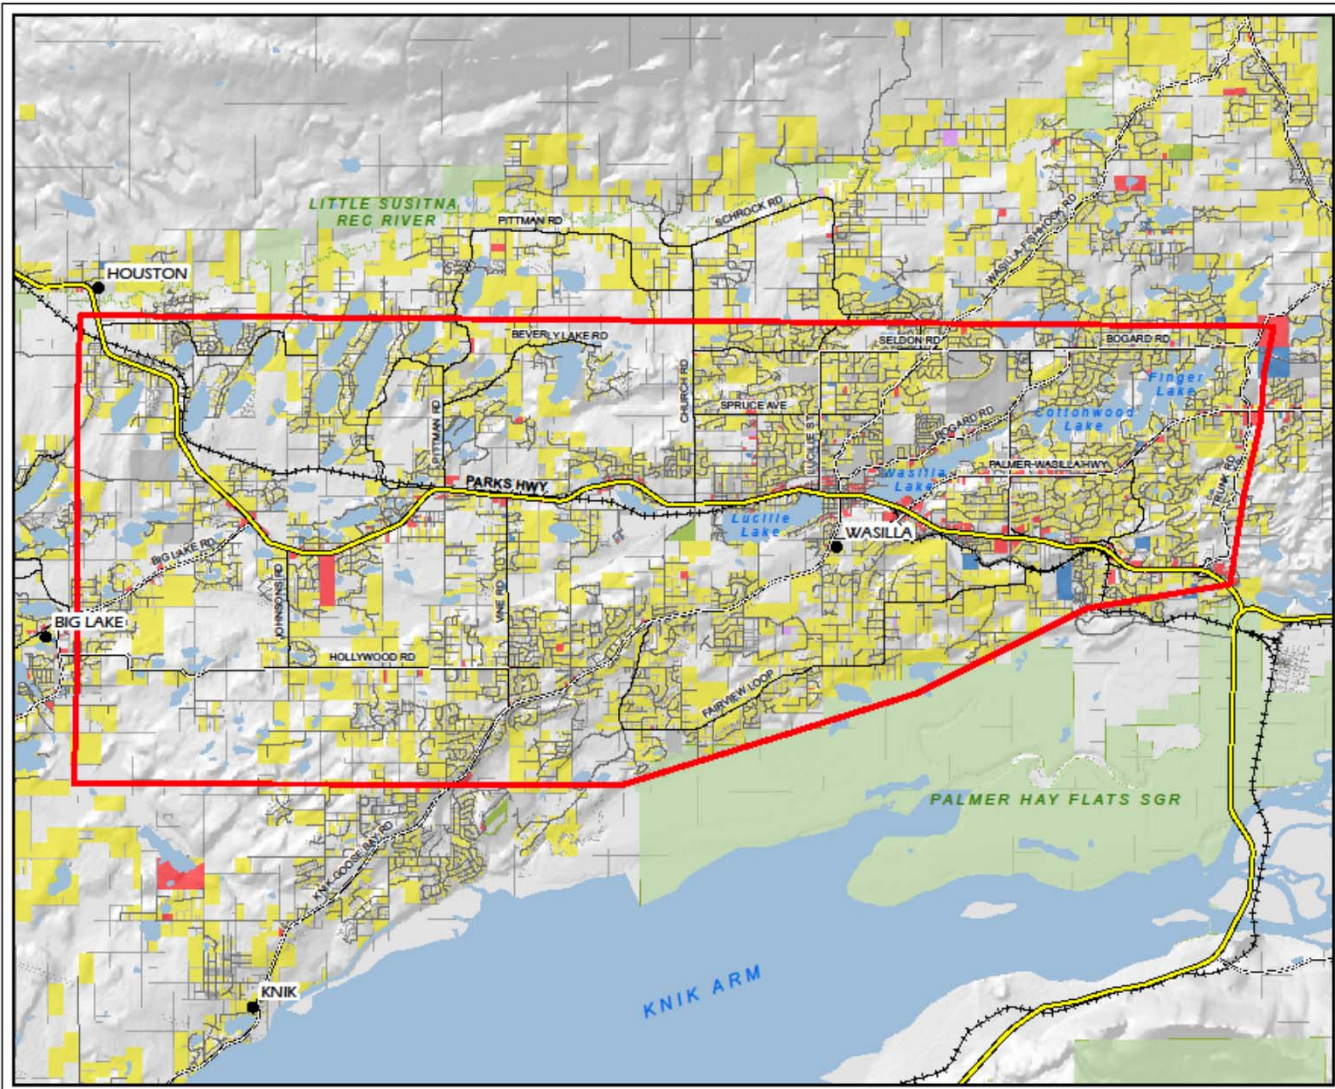 LITTLE SUSITNA
REC RIVER
PITTMAN RD
SCHROCK RD
WASILLA FISHHOOK RD
HOUSTON
BEVERLY LAKE RD
SELDON RD
BOGARD RD
CHURCH RD
Finger
Lake
SPRUCE AVE
PITTMAN RD
LUCILLE ST
BOGARD RD
Cottonwood
Lake
PARKS HWY
Wasilla
Lake
PALMER-WASILLA HWY
TRUNK RD
Lucille
Lake
WASILLA
BIG LAKE RD
JOHNSONS RD
VINE RD
BIG LAKE
HOLLYWOOD RD
FAIRVIEW LOOP
PALMER HAY FLATS SGR
KNIK GOOSE BAY RD
KNIK
KNIK ARM